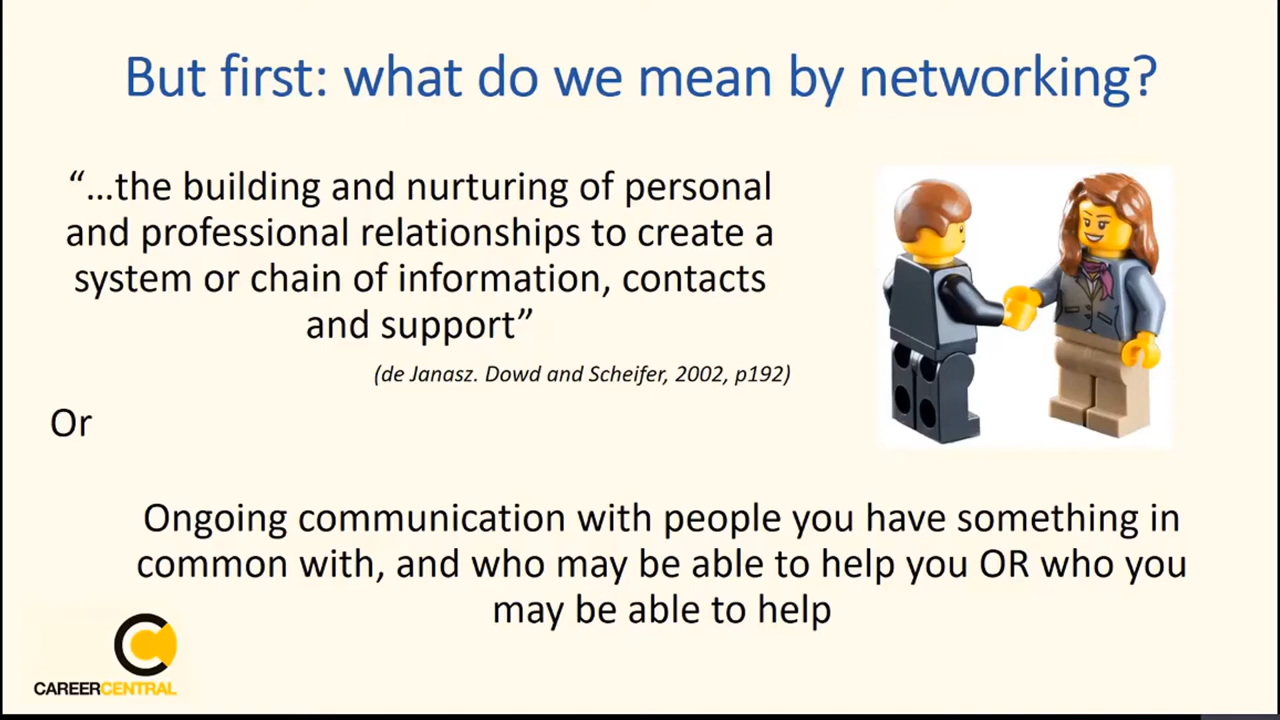 But first: what do we mean by networking?
“...the building and nurturing of personal
and professional relationships to create a
system or chain of information, contacts
and support”
(de Janasz. Dowd and Scheifer, 2002, p192)
Or
Ongoing communication with people you have something in
common with, and who may be able to help you OR who you
may be able to help
CAREERCENTRAL